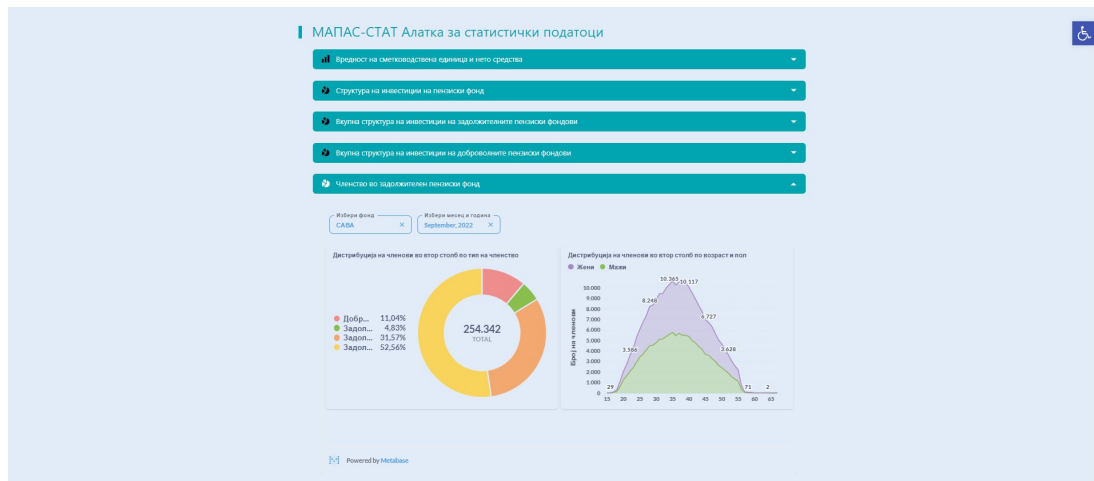 МАПАС-СТАТ Алатка за статистички податоци
Вредност на сметководствена единица и нето средства
Структура на инвестиции на пензиски фонд
Вкупна структура на инвестиции на задолжителните пензиски фондови
Вкупна структура на инвестиции на доброволните пензиски фондови
Членство во задолжителен пензиски фонд
Избери фонд
САВА
Избери месец и година
September, 2022
Дистрибуција на членови во втор столб по тип на членство
Добр... 11,04%
Задол... 4,83%
Задол... 31,57%
Задол... 52,56%
254.342
TOTAL
Дистрибуција на членови во втор столб по возраст и пол
Жени Мажи
Број на членови
10.000
9.000
8.000
7.000
6.000
5.000
4.000
3.000
2.000
1.000
0
29
3.586
8.248
10.365
10.117
6.727
3.628
71
2
15 20 25 30 35 40 45 50 55 60 65
Powered by Metabase